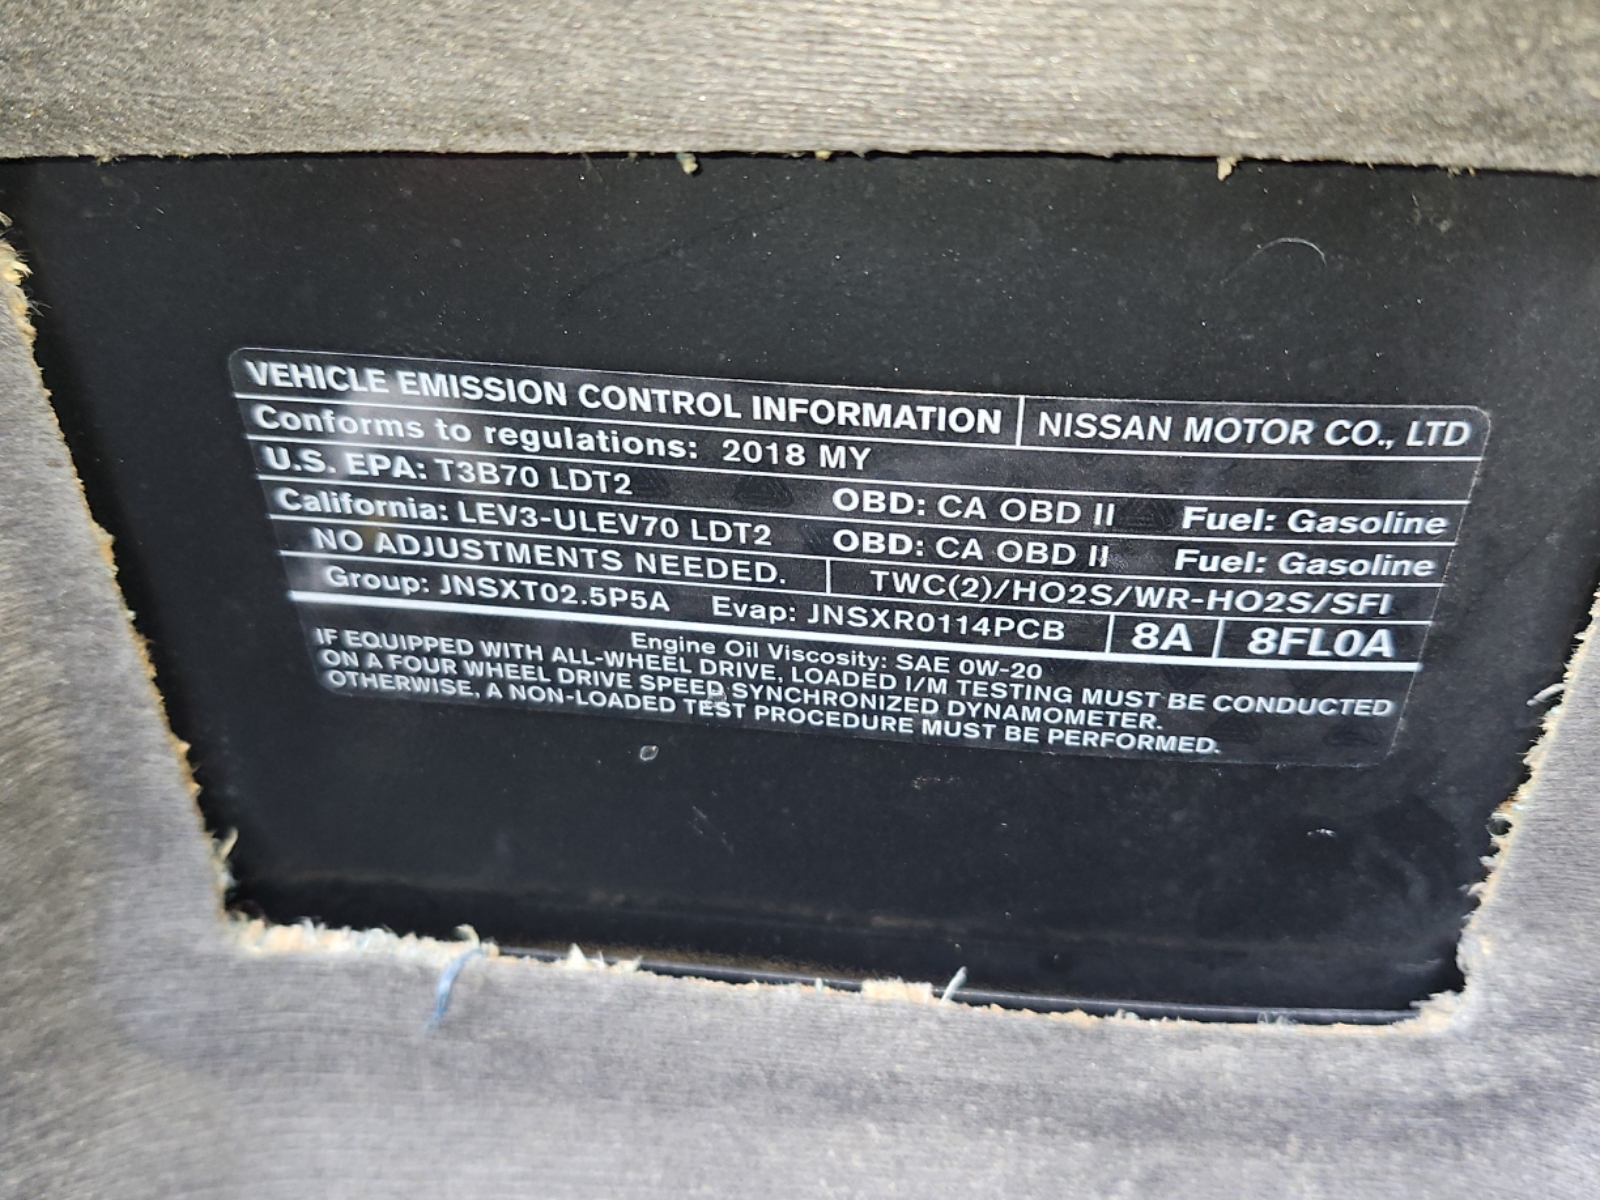 VEHICLE EMISSION CONTROL INFORMATION NISSAN MOTOR CO., LTD
Conforms to regulations: 2018 MY
U.S. EPA: T3B70 LDT2 OBD: CA OBD II Fuel: Gasoline
California: LEV3-ULEV70 LDT2 OBD: CA OBD II Fuel: Gasoline
NO ADJUSTMENTS NEEDED. TWC(2)/HO2S/WR-HO2S/SFI
Group: JNSXT02.5P5A Evap: JNSXR0114PCB 8A 8FL0A
Engine Oil Viscosity: SAE 0W-20
IF EQUIPPED WITH ALL-WHEEL DRIVE, LOADED I/M TESTING MUST BE CONDUCTED
ON A FOUR WHEEL DRIVE SPEED SYNCHRONIZED DYNAMOMETER.
OTHERWISE, A NON-LOADED TEST PROCEDURE MUST BE PERFORMED.